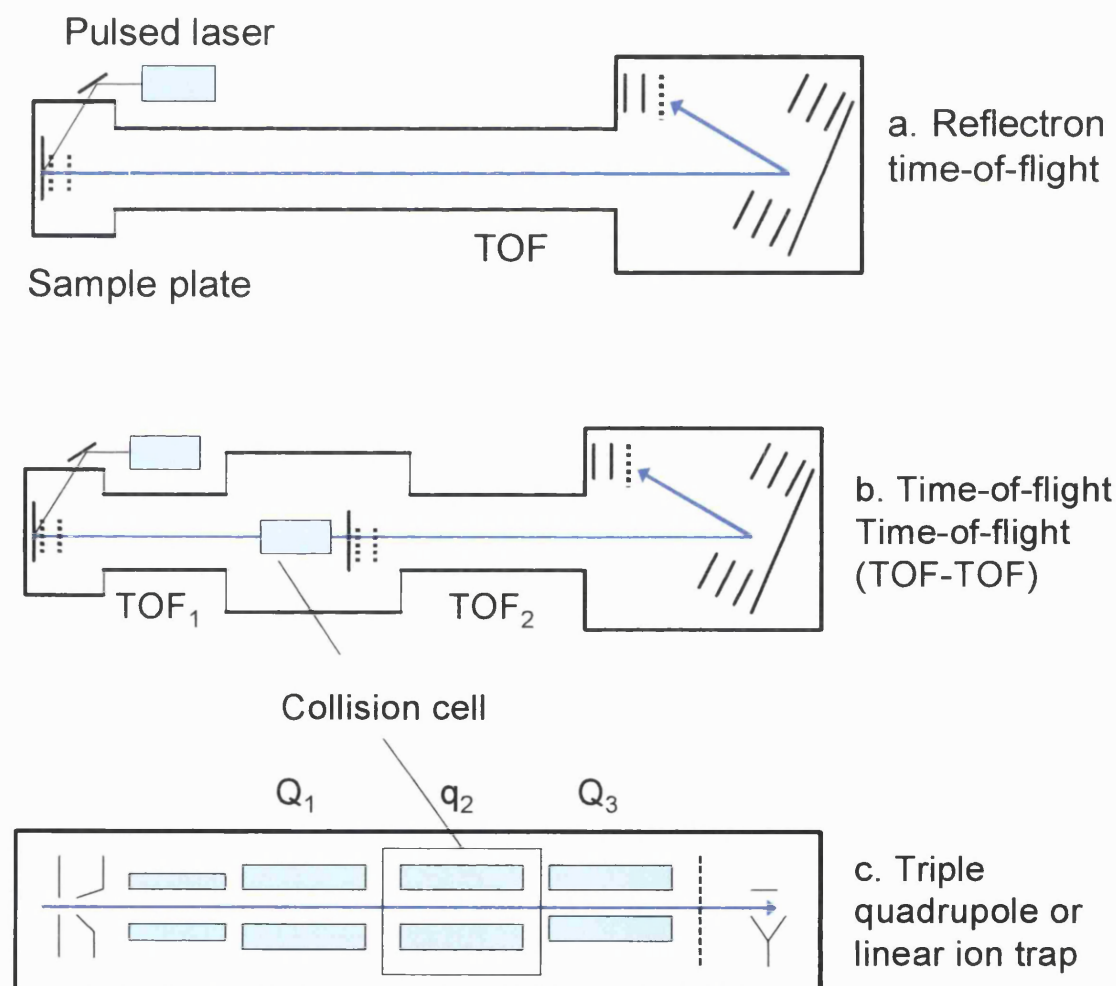 Pulsed laser
a. Reflectron
time-of-flight
TOF
Sample plate
b. Time-of-flight
Time-of-flight
(TOF-TOF)
TOF₁
TOF₂
Collision cell
Q₁ q₂ Q₃
c. Triple
quadrupole or
linear ion trap